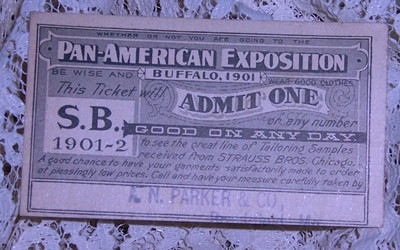 WHETHER OR NOT YOU ARE GOING TO THE
PAN-AMERICAN EXPOSITION
BUFFALO, 1901
BE WISE AND WEAR GOOD CLOTHES
This Ticket will
ADMIT ONE
or any number
S.B.
1901-2
GOOD ON ANY DAY
to see the great line of Tailoring Samples
received from STRAUSS BROS. Chicago.
A good chance to have your garments satisfactorily made to order
at pleasingly low prices. Call and have your measure carefully taken by
A. N. PARKER & CO.